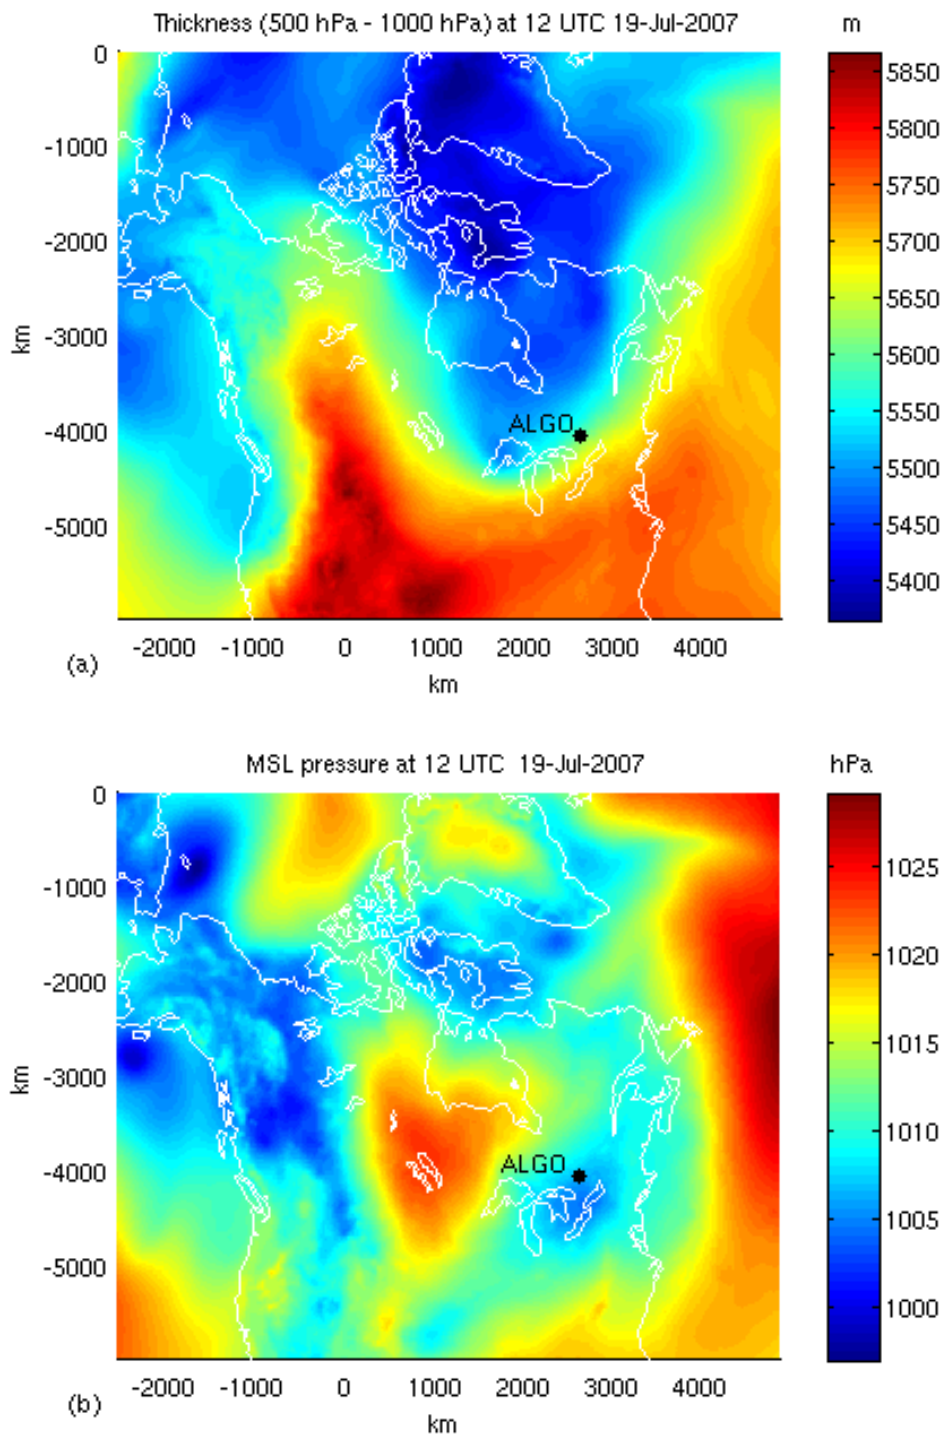 Thickness (500 hPa - 1000 hPa) at 12 UTC 19-Jul-2007
m
0
-1000
-2000
-3000
-4000
-5000
km
ALGO
5850
5800
5750
5700
5650
5600
5550
5500
5450
5400
-2000 -1000 0 1000 2000 3000 4000
(a)
km
MSL pressure at 12 UTC 19-Jul-2007
hPa
0
-1000
-2000
-3000
-4000
-5000
km
ALGO
1025
1020
1015
1010
1005
1000
-2000 -1000 0 1000 2000 3000 4000
(b)
km